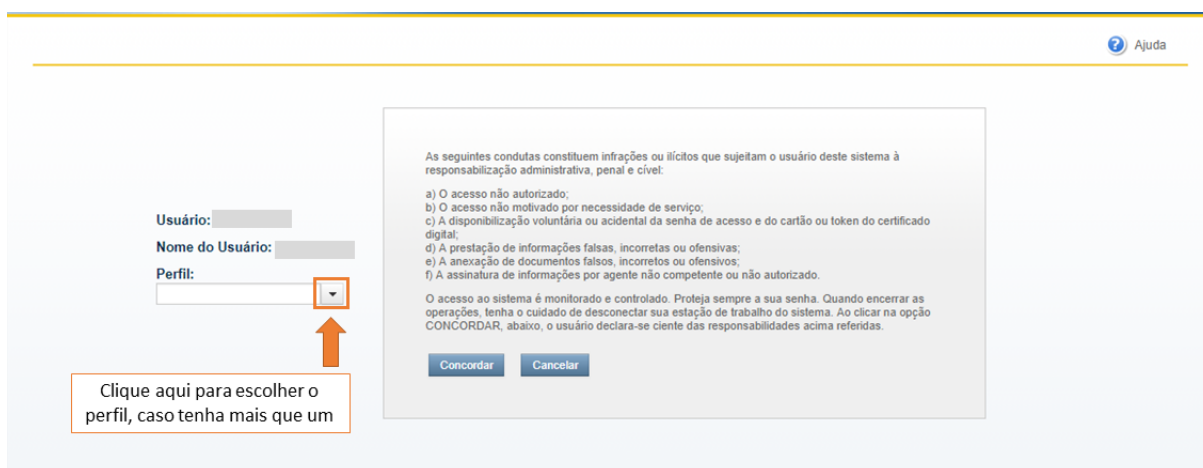 Ajuda
As seguintes condutas constituem infrações ou ilícitos que sujeitam o usuário deste sistema à
responsabilização administrativa, penal e cível:
a) O acesso não autorizado;
b) O acesso não motivado por necessidade de serviço;
c) A disponibilização voluntária ou acidental da senha de acesso e do cartão ou token do certificado
digital;
d) A prestação de informações falsas, incorretas ou ofensivas;
e) A anexação de documentos falsos, incorretos ou ofensivos;
f) A assinatura de informações por agente não competente ou não autorizado.
O acesso ao sistema é monitorado e controlado. Proteja sempre a sua senha. Quando encerrar as
operações, tenha o cuidado de desconectar sua estação de trabalho do sistema. Ao clicar na opção
CONCORDAR, abaixo, o usuário declara-se ciente das responsabilidades acima referidas.
Concordar Cancelar
Usuário:
Nome do Usuário:
Perfil:
Clique aqui para escolher o
perfil, caso tenha mais que um